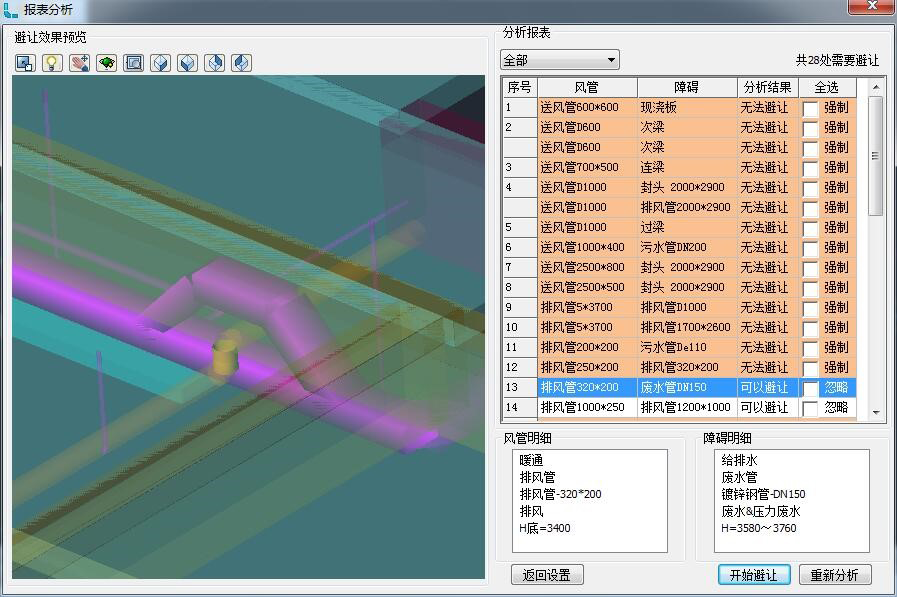 报表分析
避让效果预览
分析报表
全部
共28处需要避让
序号 风管 障碍 分析结果 全选
1 送风管600*600 现浇板 无法避让 强制
2 送风管D600 次梁 无法避让 强制
送风管D600 次梁 无法避让 强制
3 送风管700*500 连梁 无法避让 强制
4 送风管D1000 封头 2000*2900 无法避让 强制
送风管D1000 排风管2000*2900 无法避让 强制
5 送风管D1000 过梁 无法避让 强制
6 送风管1000*400 污水管DN200 无法避让 强制
7 送风管2500*800 封头 2000*2900 无法避让 强制
8 送风管2500*500 封头 2000*2900 无法避让 强制
9 排风管5*3700 排风管D1000 无法避让 强制
10 排风管5*3700 排风管1700*2600 无法避让 强制
11 排风管200*200 污水管De110 无法避让 强制
12 排风管250*200 排风管320*200 无法避让 强制
13 排风管320*200 废水管DN150 可以避让 忽略
14 排风管1000*250 排风管1200*1000 可以避让 忽略
风管明细
暖通
排风管
排风管-320*200
排风
H底=3400
障碍明细
给排水
废水管
镀锌钢管-DN150
废水&压力废水
H=3580～3760
返回设置
开始避让
重新分析